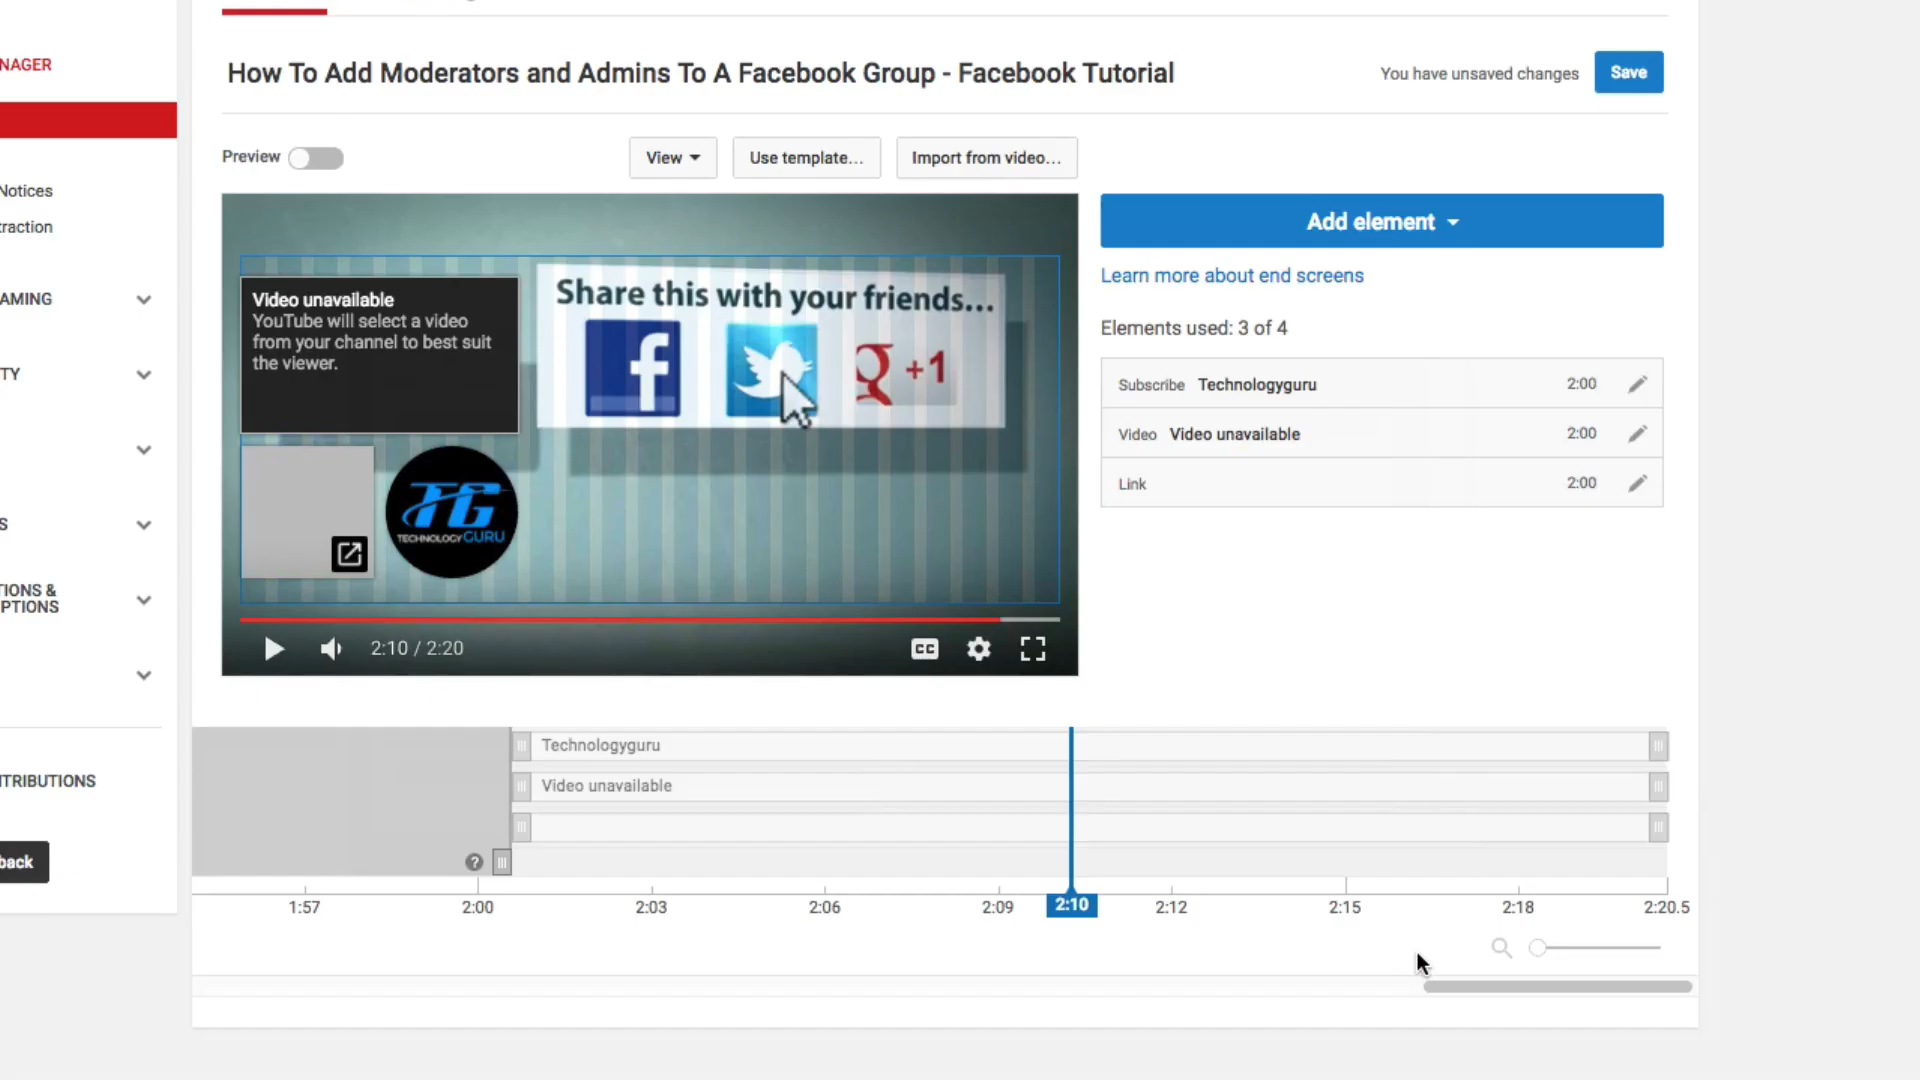 NAGER
Notices
raction
AMING
TY
S
TIONS &
PTIONS
TRIBUTIONS
back
How To Add Moderators and Admins To A Facebook Group - Facebook Tutorial
You have unsaved changes
Save
Preview
View
Use template...
Import from video...
Video unavailable
YouTube will select a video
from your channel to best suit
the viewer.
Share this with your friends...
f
g +1
TG
TECHNOLOGYGURU
2:10 / 2:20
CC
Add element
Learn more about end screens
Elements used: 3 of 4
Subscribe Technologyguru 2:00
Video Video unavailable 2:00
Link 2:00
Technologyguru
Video unavailable
?
1:57 2:00 2:03 2:06 2:09 2:10 2:12 2:15 2:18 2:20.5